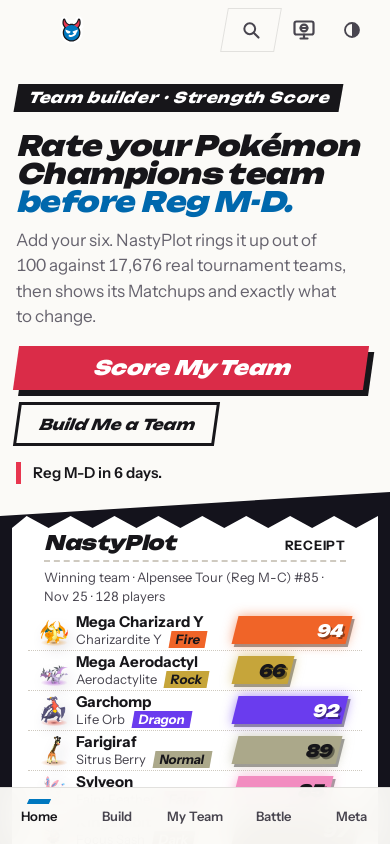 Team builder · Strength Score
Rate your Pokémon
Champions team
before Reg M-D.
Add your six. NastyPlot rings it up out of
100 against 17,676 real tournament teams,
then shows its Matchups and exactly what
to change.
Score My Team
Build Me a Team
Reg M-D in 6 days.
NastyPlot RECEIPT
Winning team · Alpensee Tour (Reg M-C) #85 ·
Nov 25 · 128 players
Mega Charizard Y
Charizardite Y Fire 94
Mega Aerodactyl
Aerodactylite Rock 66
Garchomp
Life Orb Dragon 92
Farigiraf
Sitrus Berry Normal 89
Sylveon
Home Build My Team Battle Meta